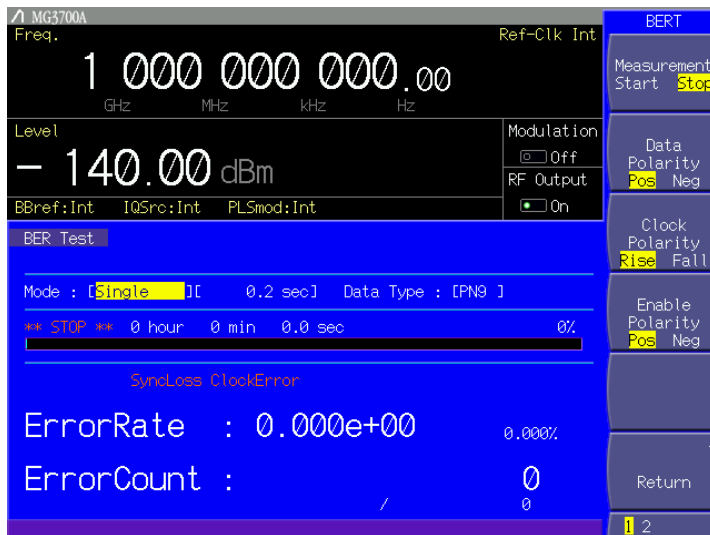 MG3700A
Freq.
Ref-Clk Int
1 000 000 000.00
GHz MHz kHz Hz
Level
- 140.00 dBm
Modulation
Off
RF Output
On
BBref:Int IQSrc:Int PLSmod:Int
BER Test
Mode : [Single ][ 0.2 sec] Data Type : [PN9 ]
** STOP ** 0 hour 0 min 0.0 sec 0%
SyncLoss ClockError
ErrorRate : 0.000e+00 0.000%
ErrorCount : 0
/ 0
BERT
Measurement
Start Stop
Data
Polarity
Pos Neg
Clock
Polarity
Rise Fall
Enable
Polarity
Pos Neg
Return
1 2